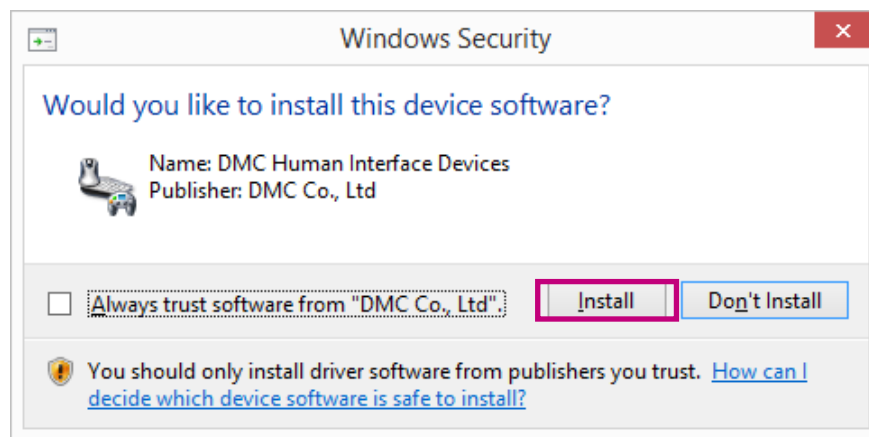 Windows Security
Would you like to install this device software?
Name: DMC Human Interface Devices
Publisher: DMC Co., Ltd
Always trust software from "DMC Co., Ltd".
Install
Don't Install
You should only install driver software from publishers you trust. How can I
decide which device software is safe to install?